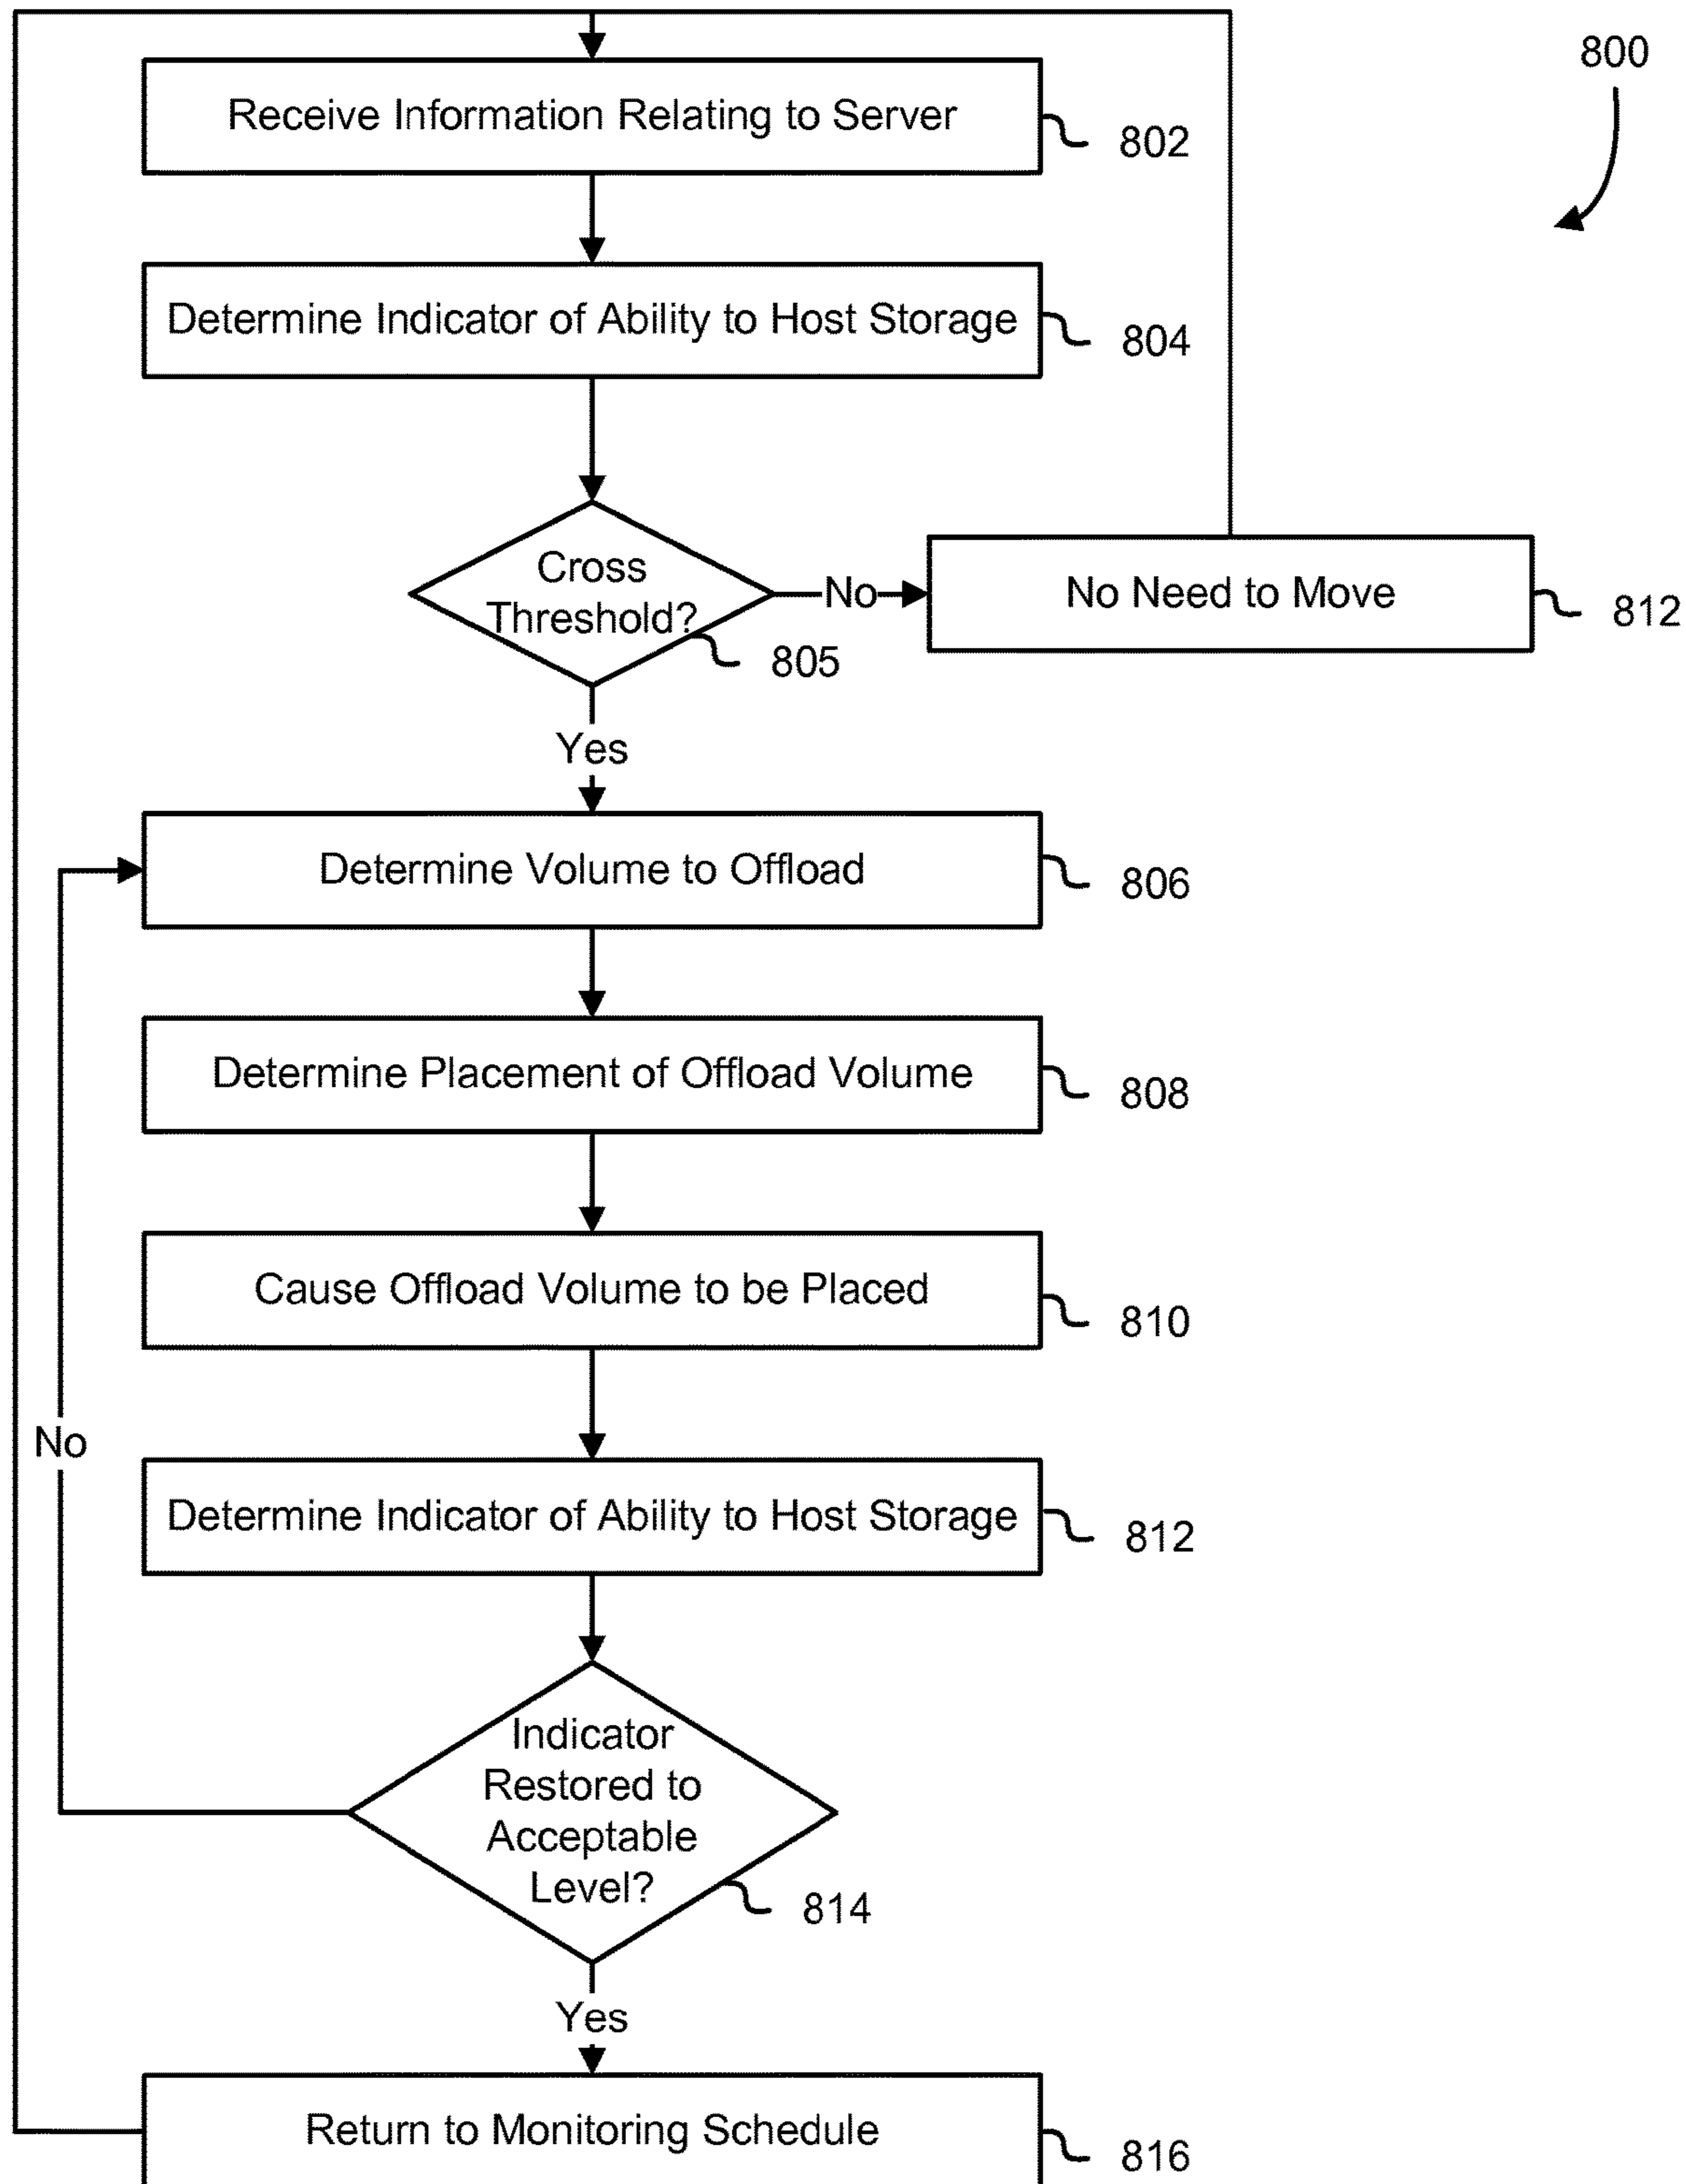 800
Receive Information Relating to Server
802
Determine Indicator of Ability to Host Storage
804
Cross
Threshold?
805
No
No Need to Move
812
Yes
Determine Volume to Offload
806
Determine Placement of Offload Volume
808
Cause Offload Volume to be Placed
810
No
Determine Indicator of Ability to Host Storage
812
Indicator
Restored to
Acceptable
Level?
814
Yes
Return to Monitoring Schedule
816